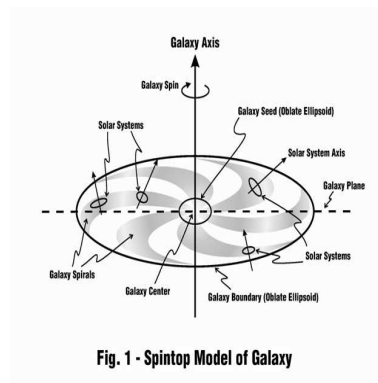 Galaxy Axis
Galaxy Spin
Galaxy Seed (Oblate Ellipsoid)
Solar Systems
Solar System Axis
Galaxy Plane
Solar Systems
Galaxy Spirals
Galaxy Center
Galaxy Boundary (Oblate Ellipsoid)
Fig. 1 - Spintop Model of Galaxy